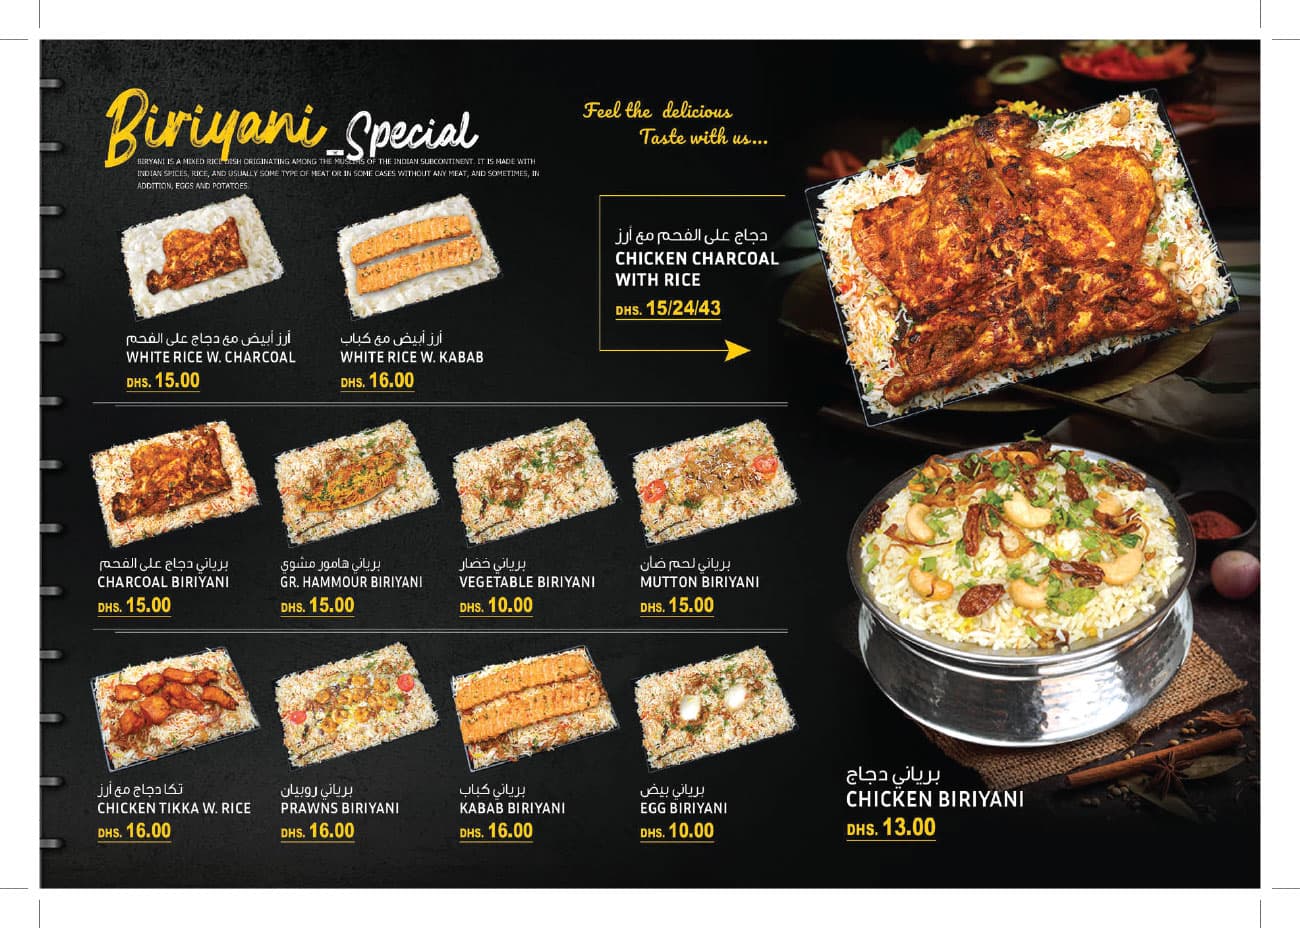 Biriyani Special
BIRYANI IS A MIXED RICE DISH ORIGINATING AMONG THE MUSLIMS OF THE INDIAN SUBCONTINENT. IT IS MADE WITH
INDIAN SPICES, RICE, AND USUALLY SOME TYPE OF MEAT OR IN SOME CASES WITHOUT ANY MEAT, AND SOMETIMES, IN
ADDITION, EGGS AND POTATOES.
Feel the delicious
Taste with us...
دجاج على الفحم مع أرز
CHICKEN CHARCOAL
WITH RICE
DHS. 15/24/43
أرز أبيض مع دجاج على الفحم
WHITE RICE W. CHARCOAL
DHS. 15.00
أرز أبيض مع كباب
WHITE RICE W. KABAB
DHS. 16.00
برياني دجاج على الفحم
CHARCOAL BIRIYANI
DHS. 15.00
برياني هامور مشوي
GR. HAMMOUR BIRIYANI
DHS. 15.00
برياني خضار
VEGETABLE BIRIYANI
DHS. 10.00
برياني لحم ضأن
MUTTON BIRIYANI
DHS. 15.00
تكا دجاج مع أرز
CHICKEN TIKKA W. RICE
DHS. 16.00
برياني روبيان
PRAWNS BIRIYANI
DHS. 16.00
برياني كباب
KABAB BIRIYANI
DHS. 16.00
برياني بيض
EGG BIRIYANI
DHS. 10.00
برياني دجاج
CHICKEN BIRIYANI
DHS. 13.00